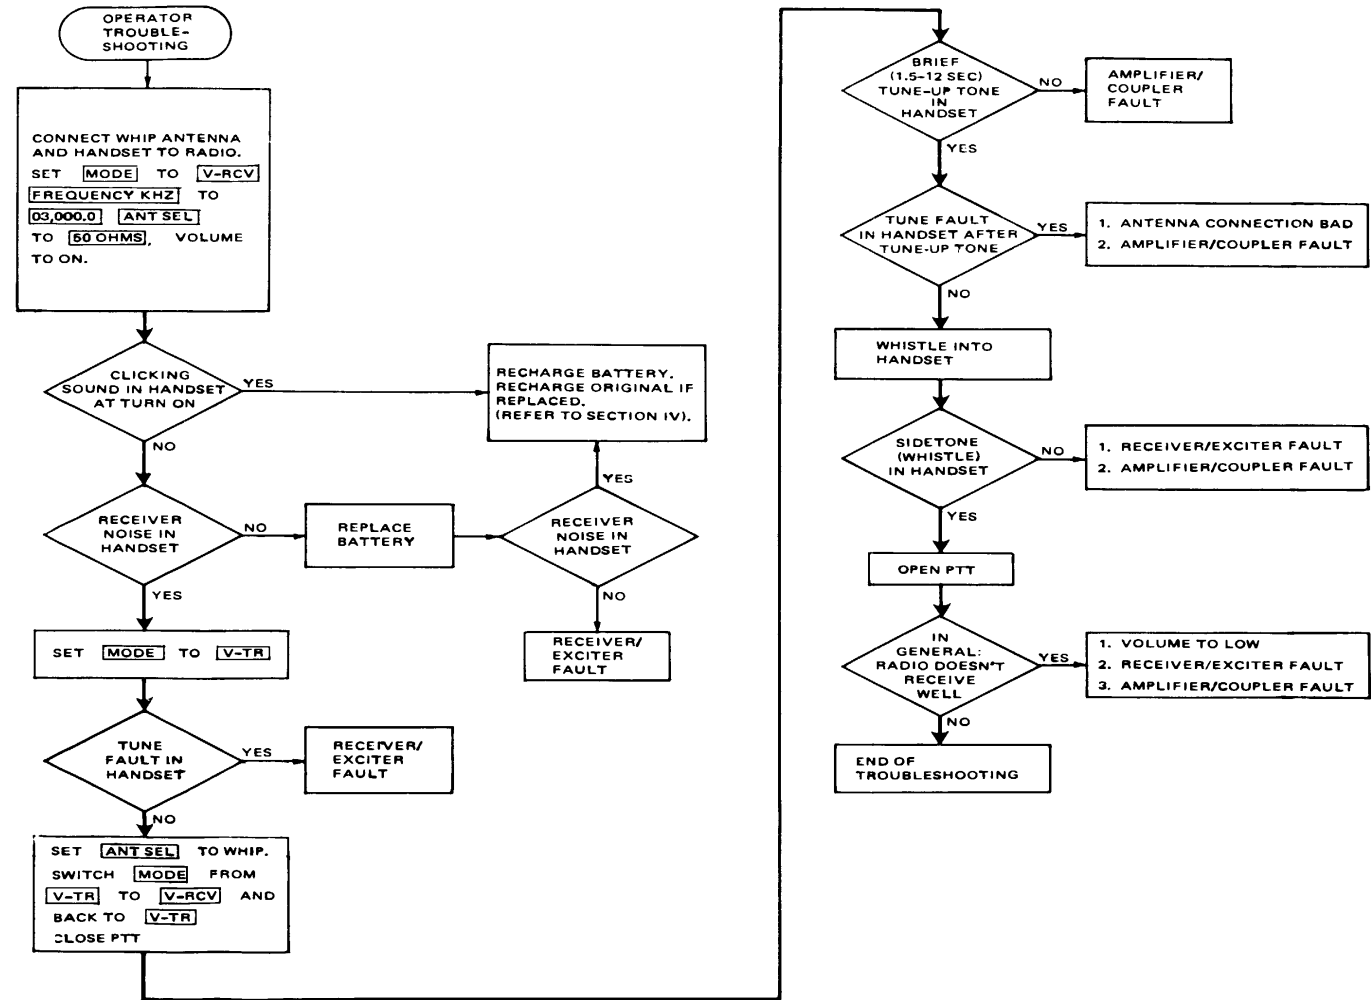 OPERATOR
TROUBLE-
SHOOTING
CONNECT WHIP ANTENNA
AND HANDSET TO RADIO.
SET MODE TO V-RCV
FREQUENCY KHZ TO
03,000.0 ANT SEL
TO 50 OHMS, VOLUME
TO ON.
CLICKING
SOUND IN HANDSET
AT TURN ON
YES
RECHARGE BATTERY.
RECHARGE ORIGINAL IF
REPLACED.
(REFER TO SECTION IV).
NO
RECEIVER
NOISE IN
HANDSET
NO
REPLACE
BATTERY
RECEIVER
NOISE IN
HANDSET
YES
NO
RECEIVER/
EXCITER
FAULT
YES
SET MODE TO V-TR
TUNE
FAULT IN
HANDSET
YES
RECEIVER/
EXCITER
FAULT
NO
SET ANT SEL TO WHIP.
SWITCH MODE FROM
V-TR TO V-RCV AND
BACK TO V-TR
CLOSE PTT
BRIEF
(1.5-12 SEC)
TUNE-UP TONE
IN
HANDSET
NO
AMPLIFIER/
COUPLER
FAULT
YES
TUNE FAULT
IN HANDSET AFTER
TUNE-UP TONE
YES
1. ANTENNA CONNECTION BAD
2. AMPLIFIER/COUPLER FAULT
NO
WHISTLE INTO
HANDSET
SIDETONE
(WHISTLE)
IN HANDSET
NO
1. RECEIVER/EXCITER FAULT
2. AMPLIFIER/COUPLER FAULT
YES
OPEN PTT
IN
GENERAL:
RADIO DOESN'T
RECEIVE
WELL
YES
1. VOLUME TO LOW
2. RECEIVER/EXCITER FAULT
3. AMPLIFIER/COUPLER FAULT
NO
END OF
TROUBLESHOOTING